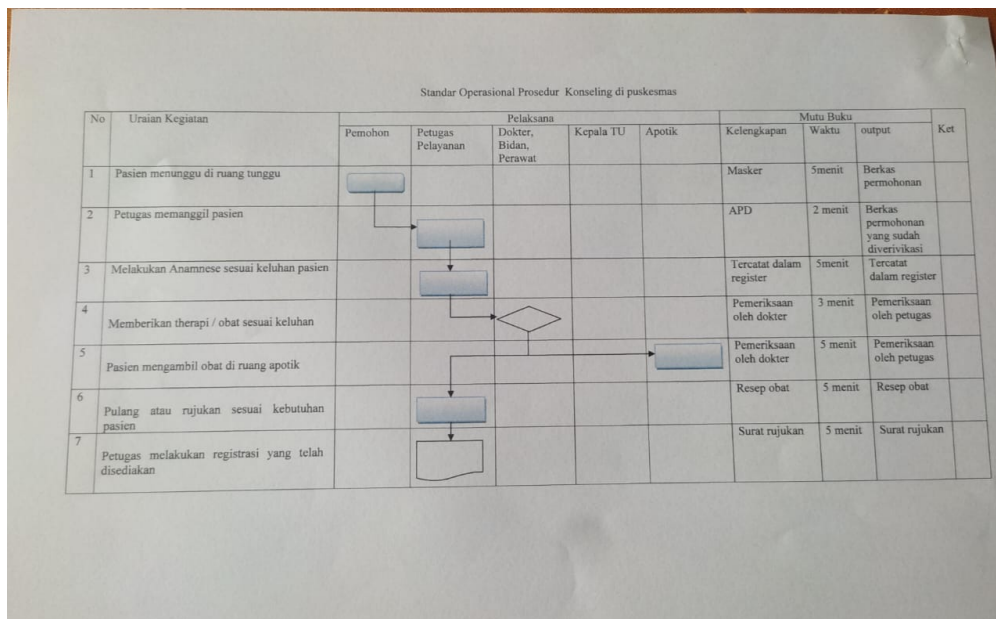 Standar Operasional Prosedur Konseling di puskesmas
No Uraian Kegiatan Pelaksana Mutu Buku Ket
Pemohon Petugas Pelayanan Dokter, Bidan, Perawat Kepala TU Apotik Kelengkapan Waktu output
1 Pasien menunggu di ruang tunggu Masker 5menit Berkas permohonan
2 Petugas memanggil pasien APD 2 menit Berkas permohonan yang sudah diverivikasi
3 Melakukan Anamnese sesuai keluhan pasien Tercatat dalam register 5menit Tercatat dalam register
4 Memberikan therapi / obat sesuai keluhan Pemeriksaan oleh dokter 3 menit Pemeriksaan oleh petugas
5 Pasien mengambil obat di ruang apotik Pemeriksaan oleh dokter 5 menit Pemeriksaan oleh petugas
6 Pulang atau rujukan sesuai kebutuhan pasien Resep obat 5 menit Resep obat
7 Petugas melakukan registrasi yang telah disediakan Surat rujukan 5 menit Surat rujukan